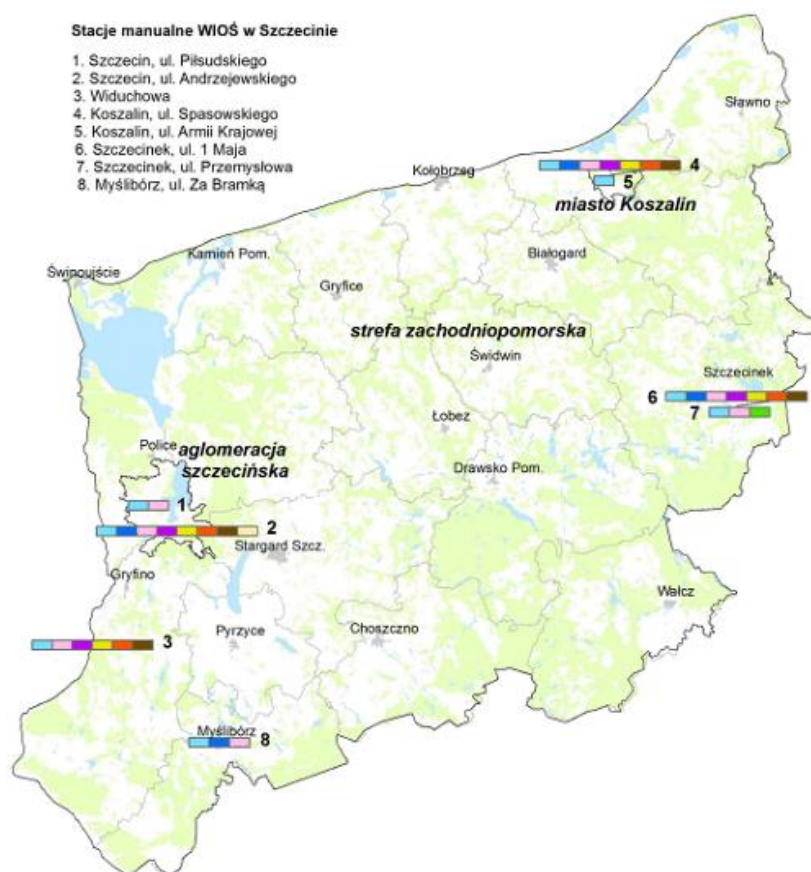 Stacje manualne WIOŚ w Szczecinie
1. Szczecin, ul. Piłsudskiego
2. Szczecin, ul. Andrzejewskiego
3. Widuchowa
4. Koszalin, ul. Spasowskiego
5. Koszalin, ul. Armii Krajowej
6. Szczecinek, ul. 1 Maja
7. Szczecinek, ul. Przemysłowa
8. Myślibórz, ul. Za Bramką
Sławno
4
Kołobrzeg
5
miasto Koszalin
Kamień Pom.
Białogard
Świnoujście
Gryfice
strefa zachodniopomorska
Świdwin
Szczecinek
6
7
Łobez
Police
aglomeracja
szczecińska
Drawsko Pom.
1
2
Stargard Szcz.
Gryfino
Wałcz
3
Pyrzyce
Choszczno
Myślibórz
8